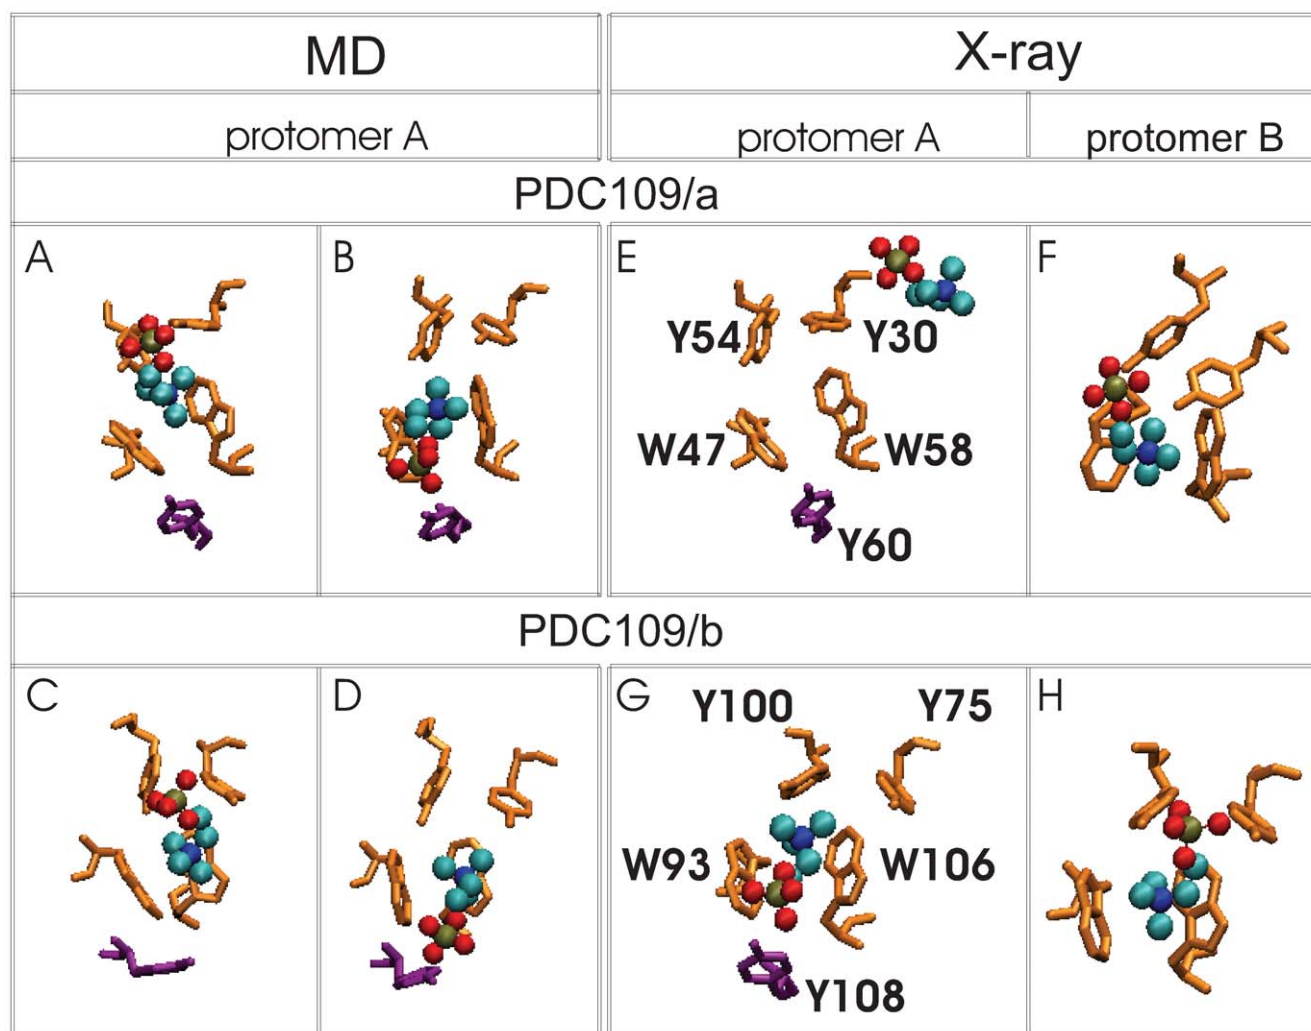 MD X-ray
protomer A protomer A protomer B
PDC109/a
A B E F
Y54 Y30
W47 W58
Y60
PDC109/b
C D G H
Y100 Y75
W93 W106
Y108